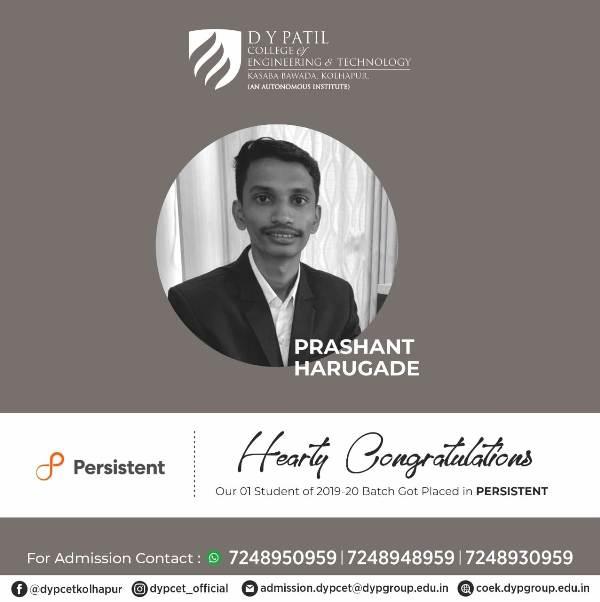 D Y PATIL
COLLEGE of
ENGINEERING & TECHNOLOGY
KASABA BAWADA, KOLHAPUR.
(AN AUTONOMOUS INSTITUTE)
PRASHANT
HARUGADE
Persistent
Hearty Congratulations
Our 01 Student of 2019-20 Batch Got Placed in PERSISTENT
For Admission Contact : 7248950959 | 7248948959 | 7248930959
@dypcetkolhapur dypcet_official admission.dypcet@dypgroup.edu.in coek.dypgroup.edu.in